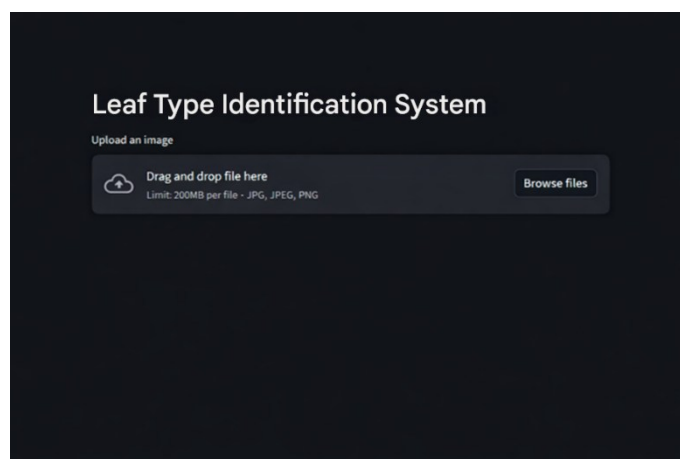 Leaf Type Identification System
Upload an image
Drag and drop file here
Limit: 200MB per file - JPG, JPEG, PNG
Browse files